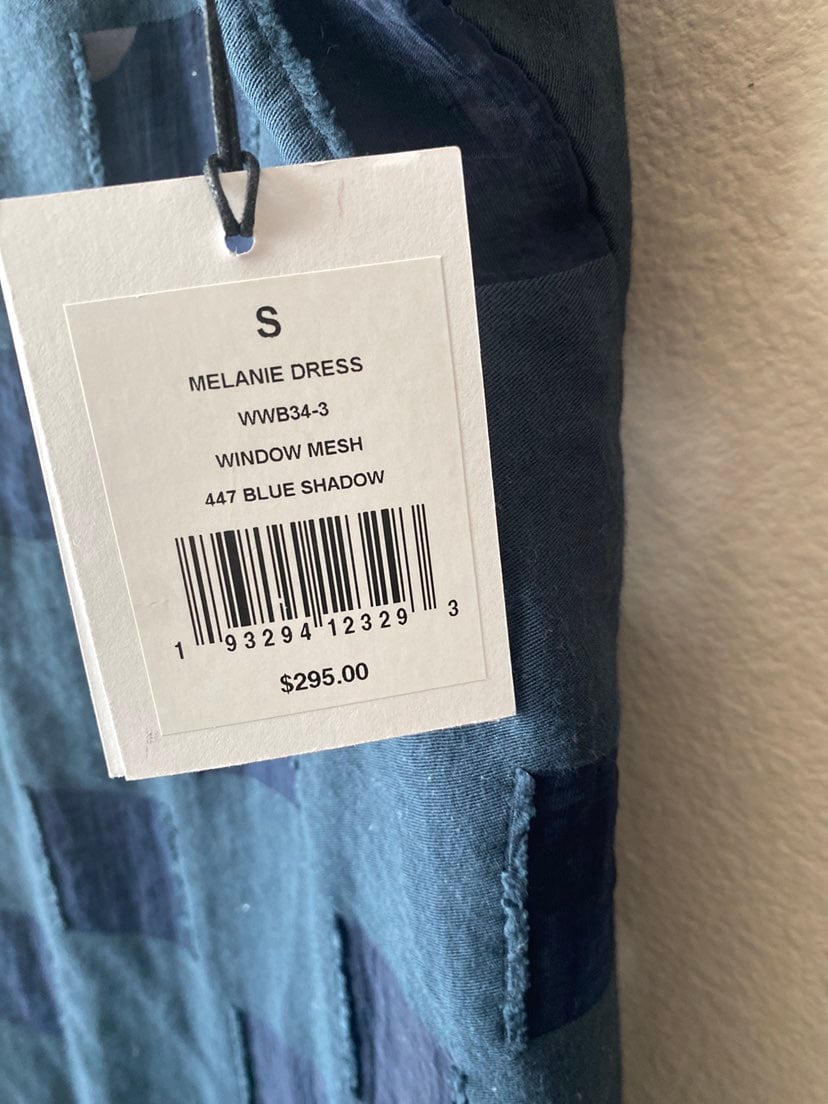 S
MELANIE DRESS
WWB34-3
WINDOW MESH
447 BLUE SHADOW
1 93294 12329 3
$295.00